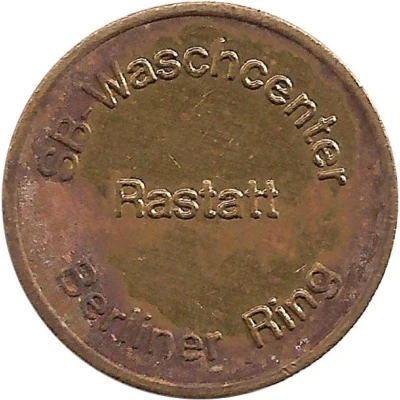 SB-Waschcenter
Rastatt
Berliner Ring